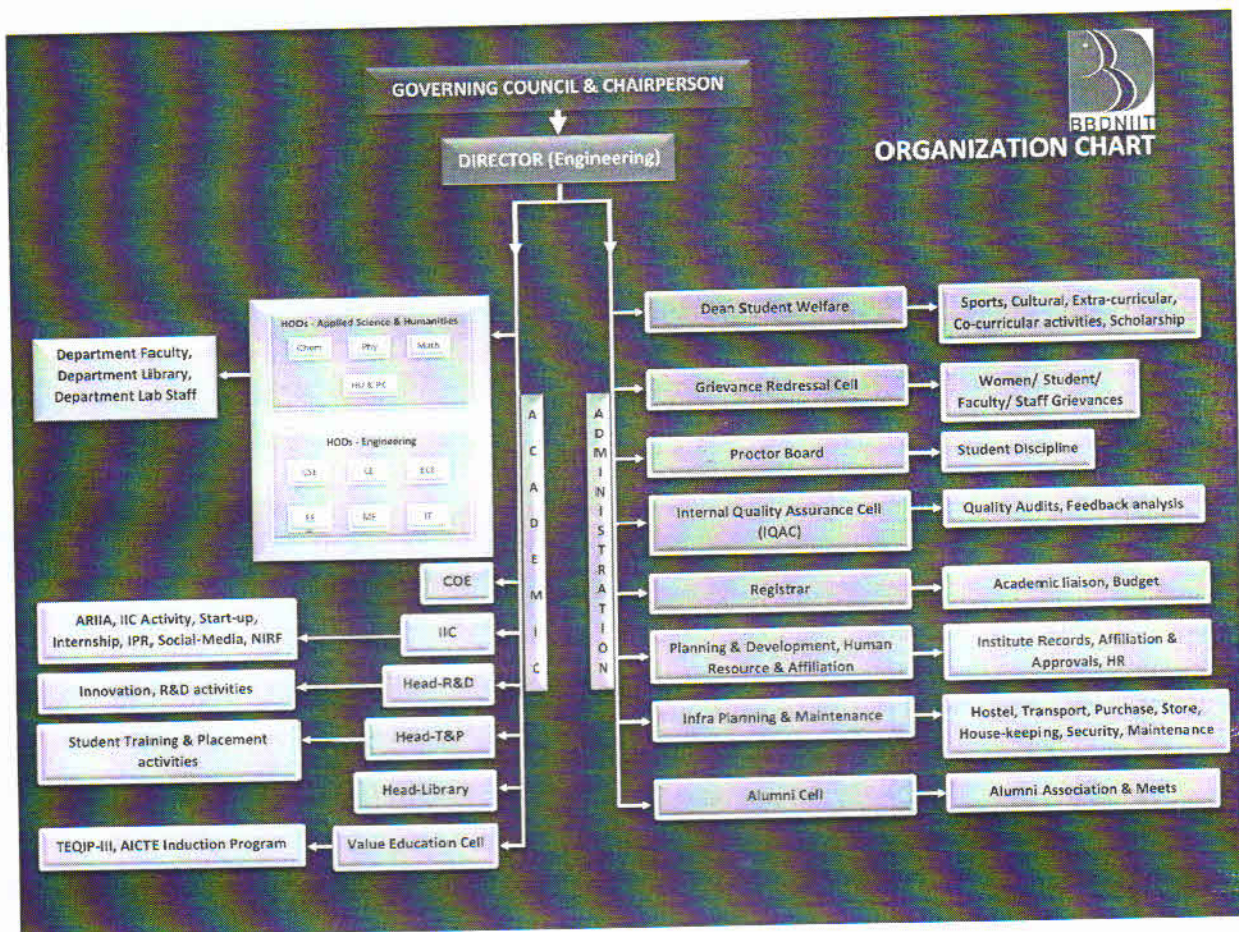 GOVERNING COUNCIL & CHAIRPERSON
BBDNIIT
ORGANIZATION CHART
DIRECTOR (Engineering)
ACADEMIC
HODs - Applied Science & Humanities
Chem
Phy
Math
HU & PC
HODs - Engineering
CSE
CE
ECE
EE
ME
IT
Department Faculty,
Department Library,
Department Lab Staff
COE
IIC
ARIIA, IIC Activity, Start-up,
Internship, IPR, Social-Media, NIRF
Head-R&D
Innovation, R&D activities
Head-T&P
Student Training & Placement
activities
Head-Library
Value Education Cell
TEQIP-III, AICTE Induction Program
ADMINISTRATION
Dean Student Welfare
Sports, Cultural, Extra-curricular,
Co-curricular activities, Scholarship
Grievance Redressal Cell
Women/ Student/
Faculty/ Staff Grievances
Proctor Board
Student Discipline
Internal Quality Assurance Cell
(IQAC)
Quality Audits, Feedback analysis
Registrar
Academic liaison, Budget
Planning & Development, Human
Resource & Affiliation
Institute Records, Affiliation &
Approvals, HR
Infra Planning & Maintenance
Hostel, Transport, Purchase, Store,
House-keeping, Security, Maintenance
Alumni Cell
Alumni Association & Meets